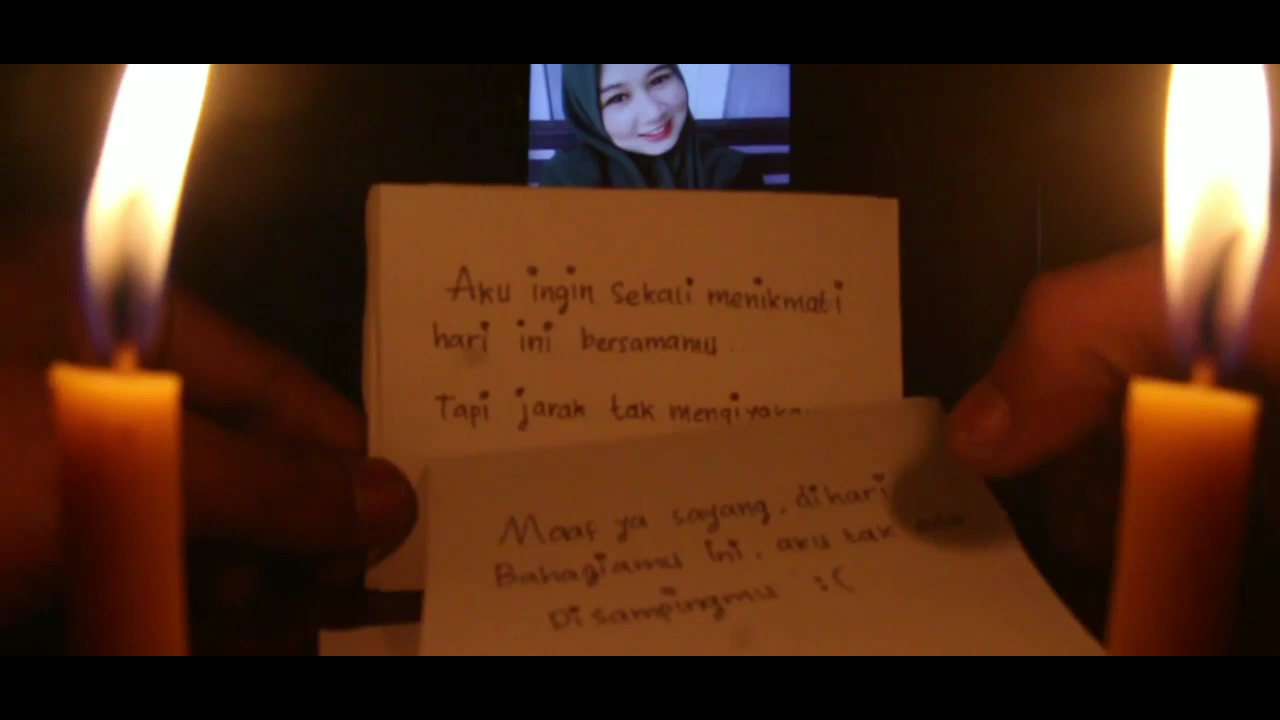 Aku ingin Sekali menikmati
hari ini bersamamu ..
Tapi jarak tak
Maaf ya sayang, dihari
Bahagiamu ini, aku tak ada
Disampingmu :(